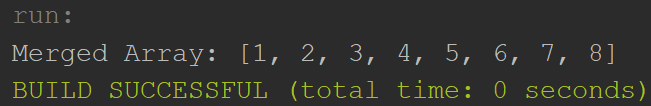 run:
Merged Array: [1, 2, 3, 4, 5, 6, 7, 8]
BUILD SUCCESSFUL (total time: 0 seconds)